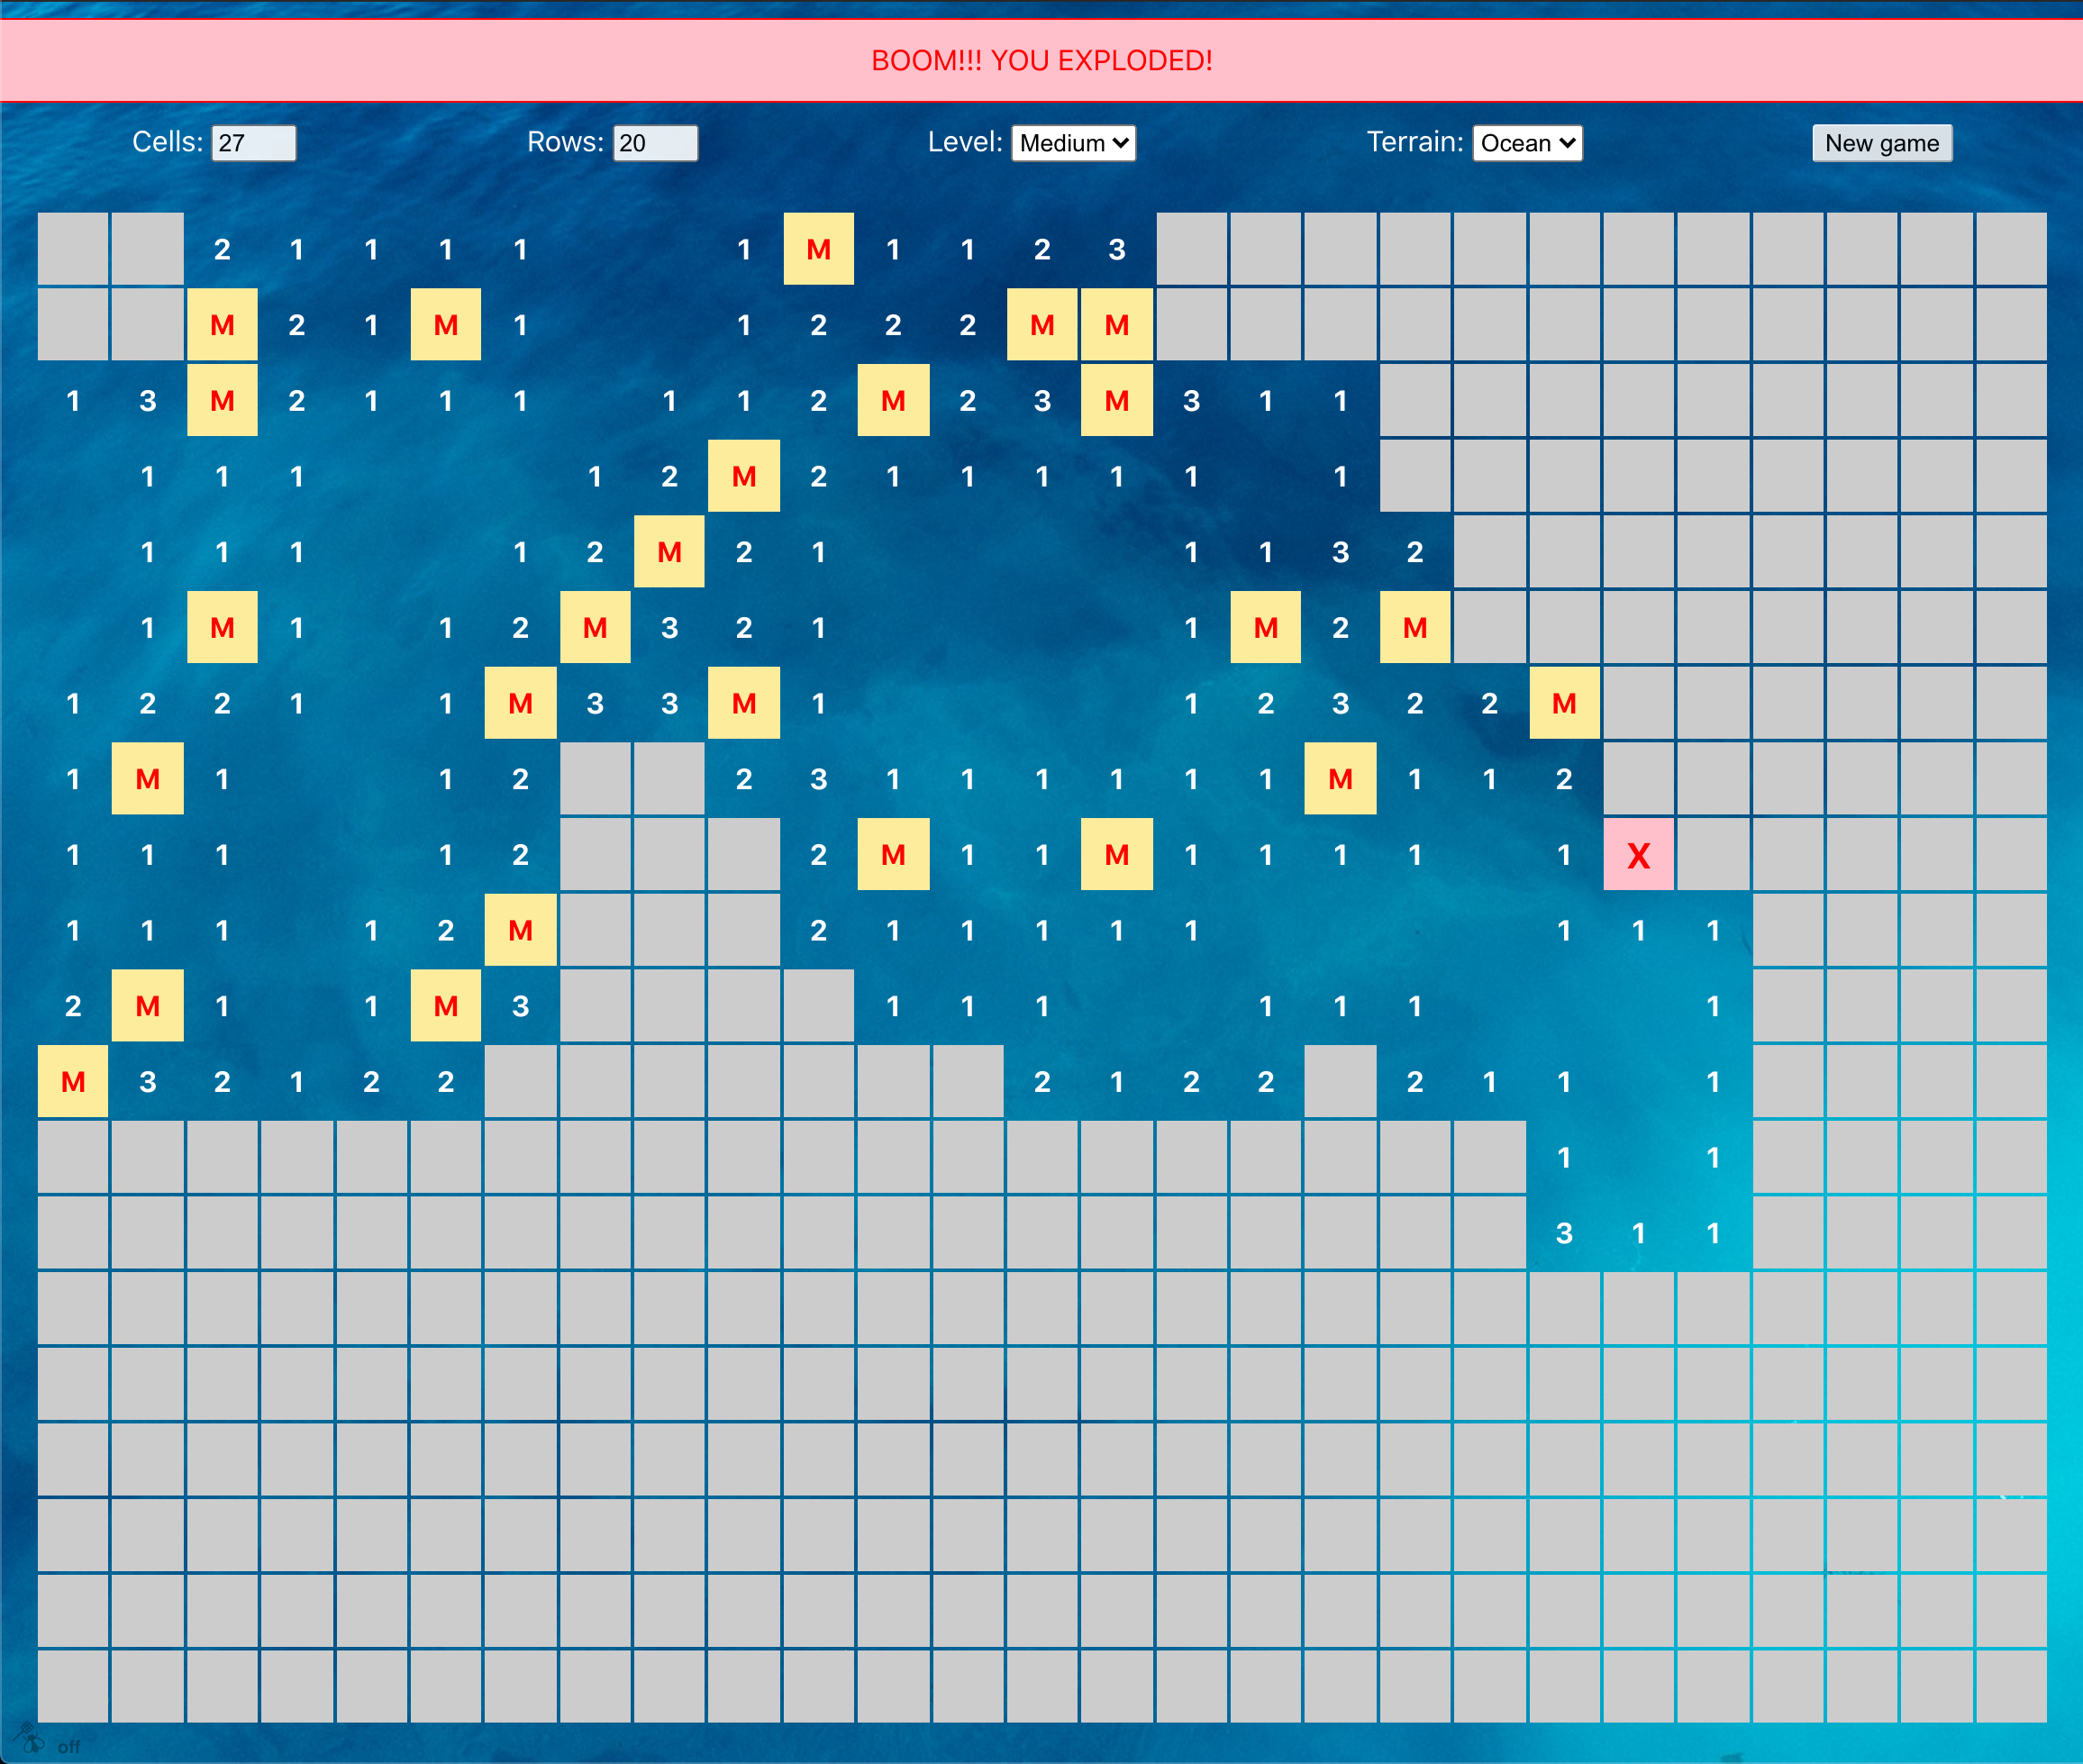 BOOM!!! YOU EXPLODED!
Cells: 27 Rows: 20 Level: Medium Terrain: Ocean New game
2 1 1 1 1 1 M 1 1 2 3
M 2 1 M 1 1 2 2 2 M M
1 3 M 2 1 1 1 1 1 2 M 2 3 M 3 1 1
1 1 1 1 2 M 2 1 1 1 1 1 1
1 1 1 1 2 M 2 1 1 1 3 2
1 M 1 1 2 M 3 2 1 1 M 2 M
1 2 2 1 1 M 3 3 M 1 1 2 3 2 2 M
1 M 1 1 2 2 3 1 1 1 1 1 1 M 1 1 2
1 1 1 1 2 2 M 1 1 M 1 1 1 1 1 X
1 1 1 1 2 M 2 1 1 1 1 1 1 1 1
2 M 1 1 M 3 1 1 1 1 1 1 1
M 3 2 1 2 2 2 1 2 2 2 1 1 1
1 1
3 1 1
off